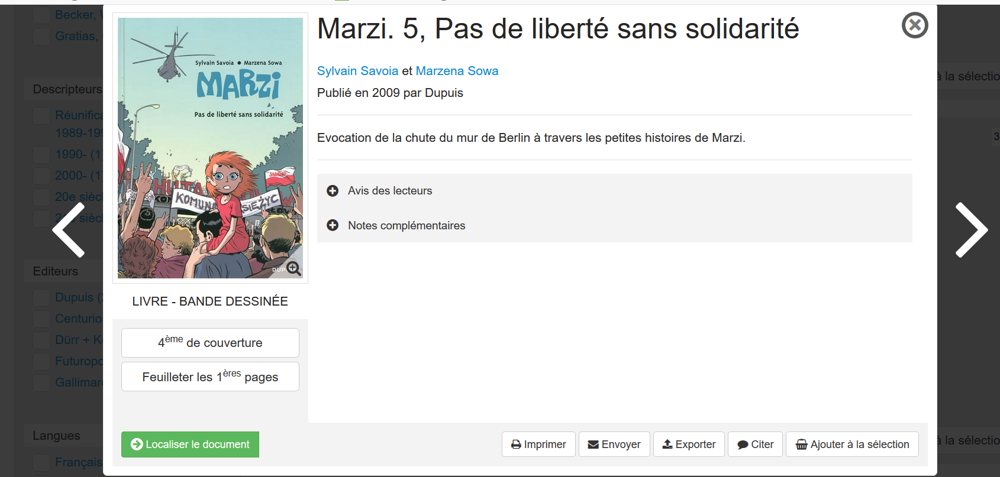 Becker,
Gratias,
Descripteurs
Réunifica
1989-199
1990- (1)
2000- (1)
20e siècl
siècl
Editeurs
Dupuis (
Centurio
Dürr + K
Futuropo
Gallimar
Langues
Français
Sylvain Savoia • Marzena Sowa
MARZI
Pas de liberté sans solidarité
HUTA
KOMUNA
SIĘŻYC
DUP
LIVRE - BANDE DESSINÉE
4ème de couverture
Feuilleter les 1ères pages
Localiser le document
Marzi. 5, Pas de liberté sans solidarité
Sylvain Savoia et Marzena Sowa
Publié en 2009 par Dupuis
Evocation de la chute du mur de Berlin à travers les petites histoires de Marzi.
Avis des lecteurs
Notes complémentaires
Imprimer
Envoyer
Exporter
Citer
Ajouter à la sélection
à la sélectio
3
à la sélectio